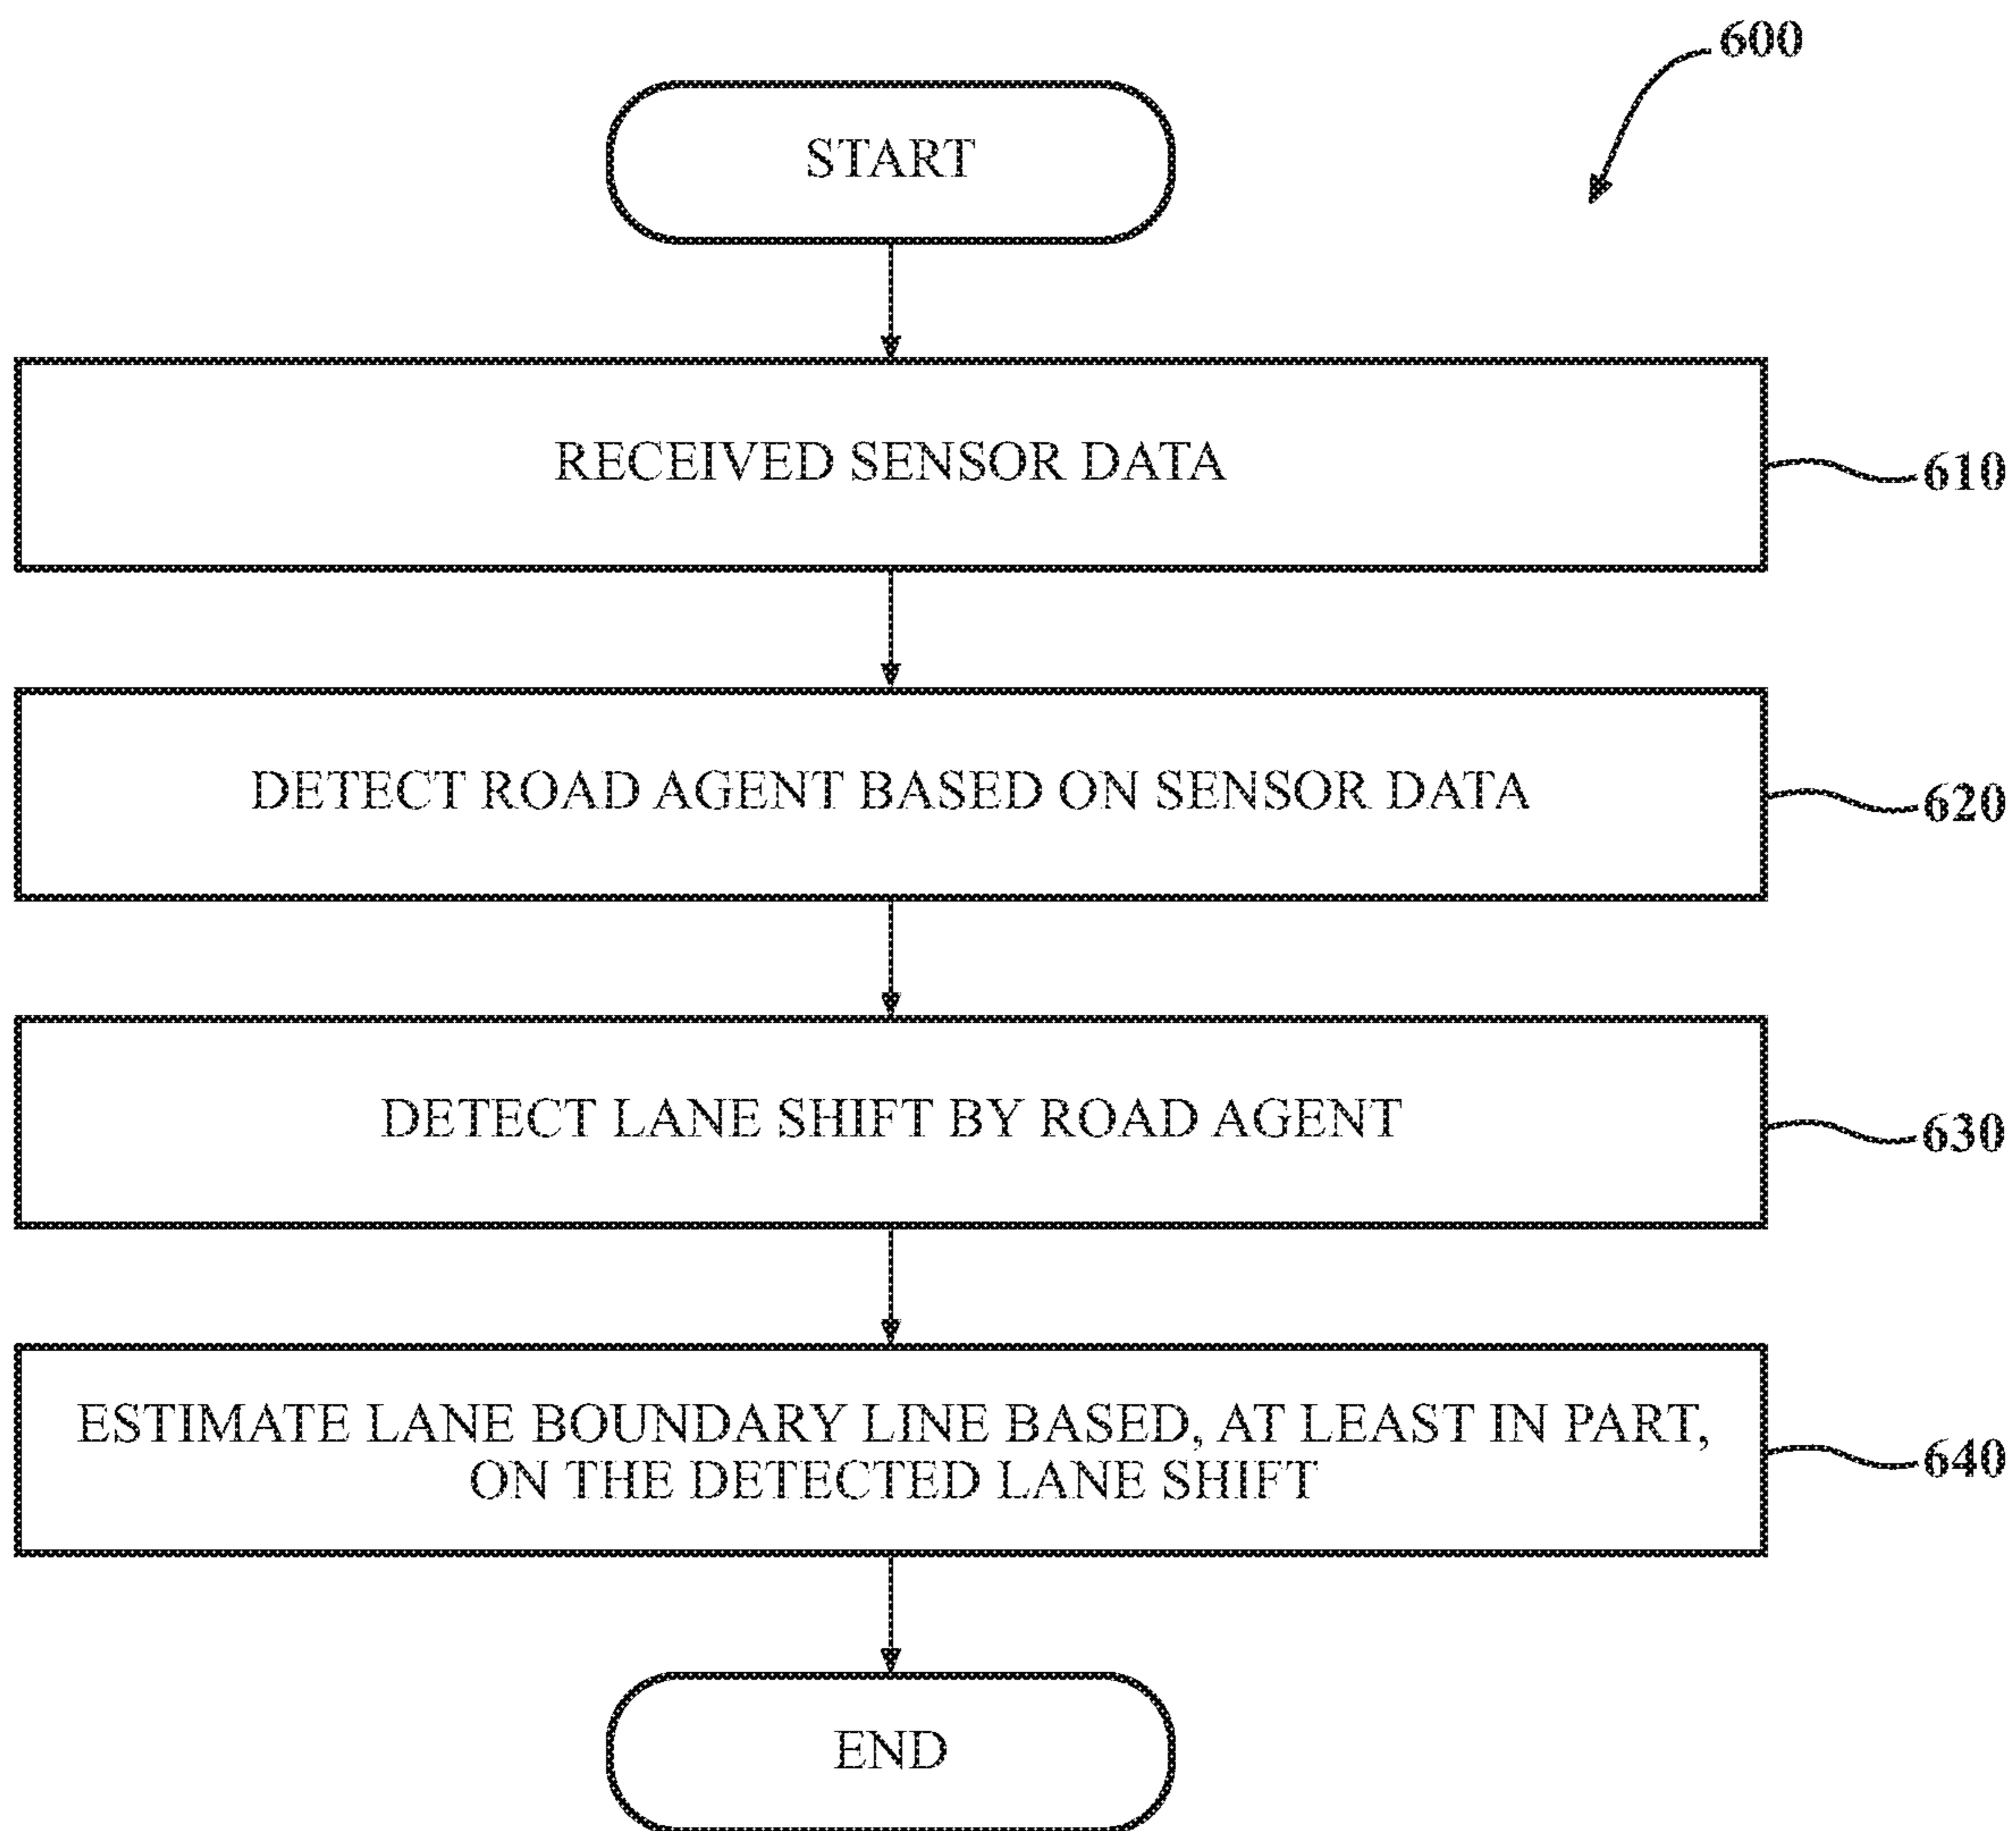 600
START
RECEIVED SENSOR DATA
610
DETECT ROAD AGENT BASED ON SENSOR DATA
620
DETECT LANE SHIFT BY ROAD AGENT
630
ESTIMATE LANE BOUNDARY LINE BASED, AT LEAST IN PART,
ON THE DETECTED LANE SHIFT
640
END